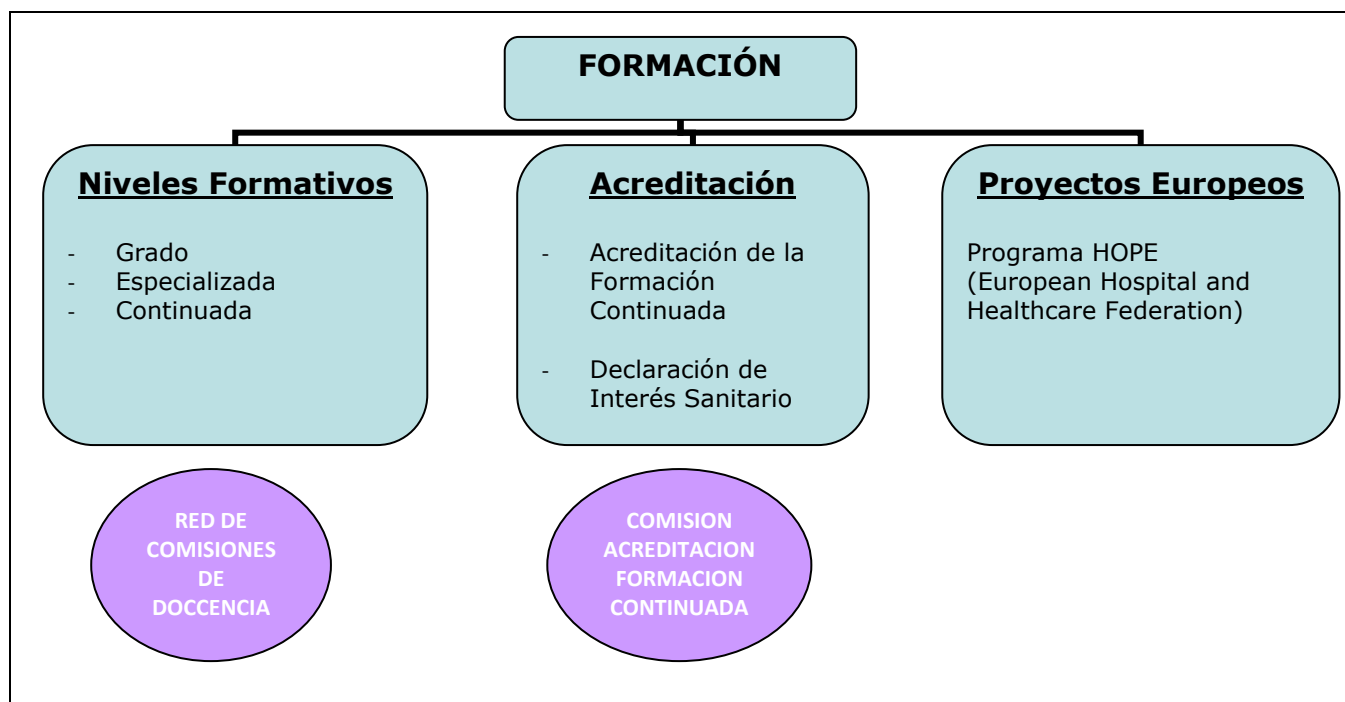 FORMACIÓN
Niveles Formativos
- Grado
- Especializada
- Continuada
Acreditación
- Acreditación de la
Formación
Continuada
- Declaración de
Interés Sanitario
Proyectos Europeos
Programa HOPE
(European Hospital and
Healthcare Federation)
RED DE
COMISIONES
DE
DOCCENCIA
COMISION
ACREDITACION
FORMACION
CONTINUADA